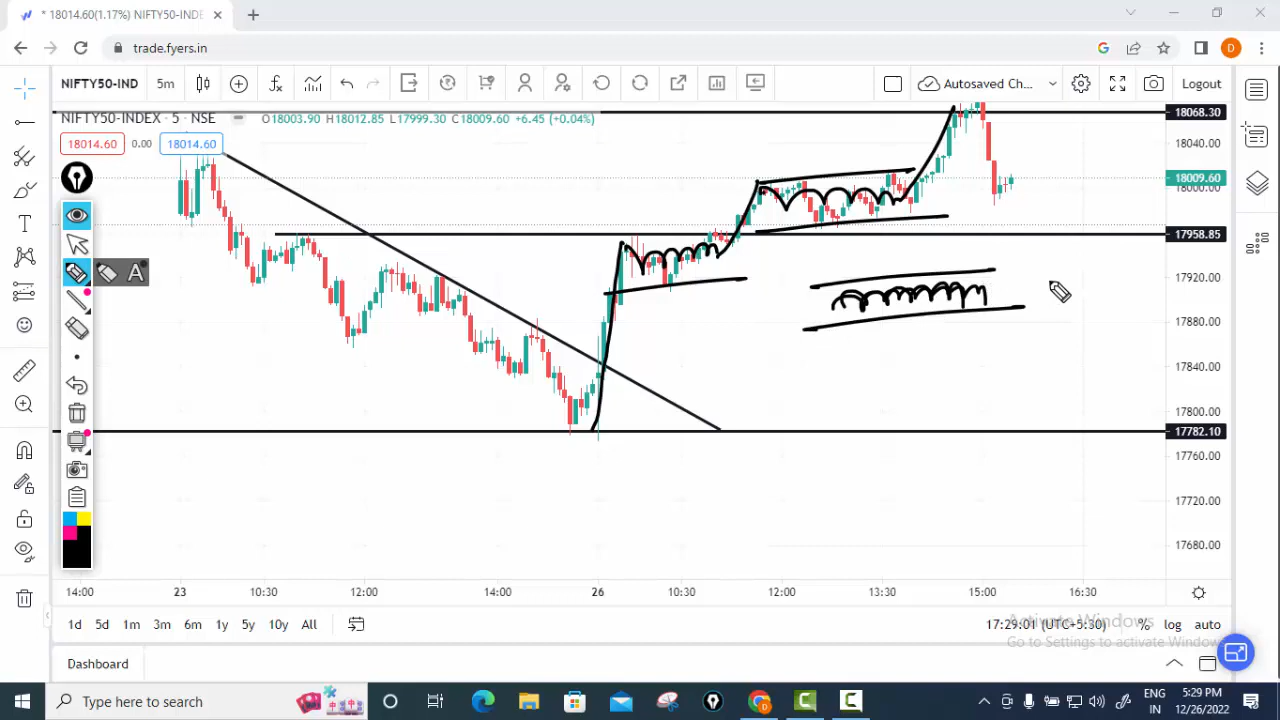 * 18014.60(1.17%) NIFTY50-INDE
trade.fyers.in
NIFTY50-IND 5m Autosaved Ch... Logout
NIFTY50-INDEX · 5 · NSE O18003.90 H18012.85 L17999.30 C18009.60 +6.45 (+0.04%)
18014.60 0.00 18014.60
18068.30
18040.00
18009.60
18000.00
17958.85
17920.00
17880.00
17840.00
17800.00
17782.10
17760.00
17720.00
17680.00
14:00 23 10:30 12:00 14:00 26 10:30 12:00 13:30 15:00 16:30
1d 5d 1m 3m 6m 1y 5y 10y All 17:29:01 (UTC+5:30) % log auto
Activate Windows
Go to Settings to activate Windows
Dashboard
Type here to search
ENG 5:29 PM
IN 12/26/2022
A
T
D
G